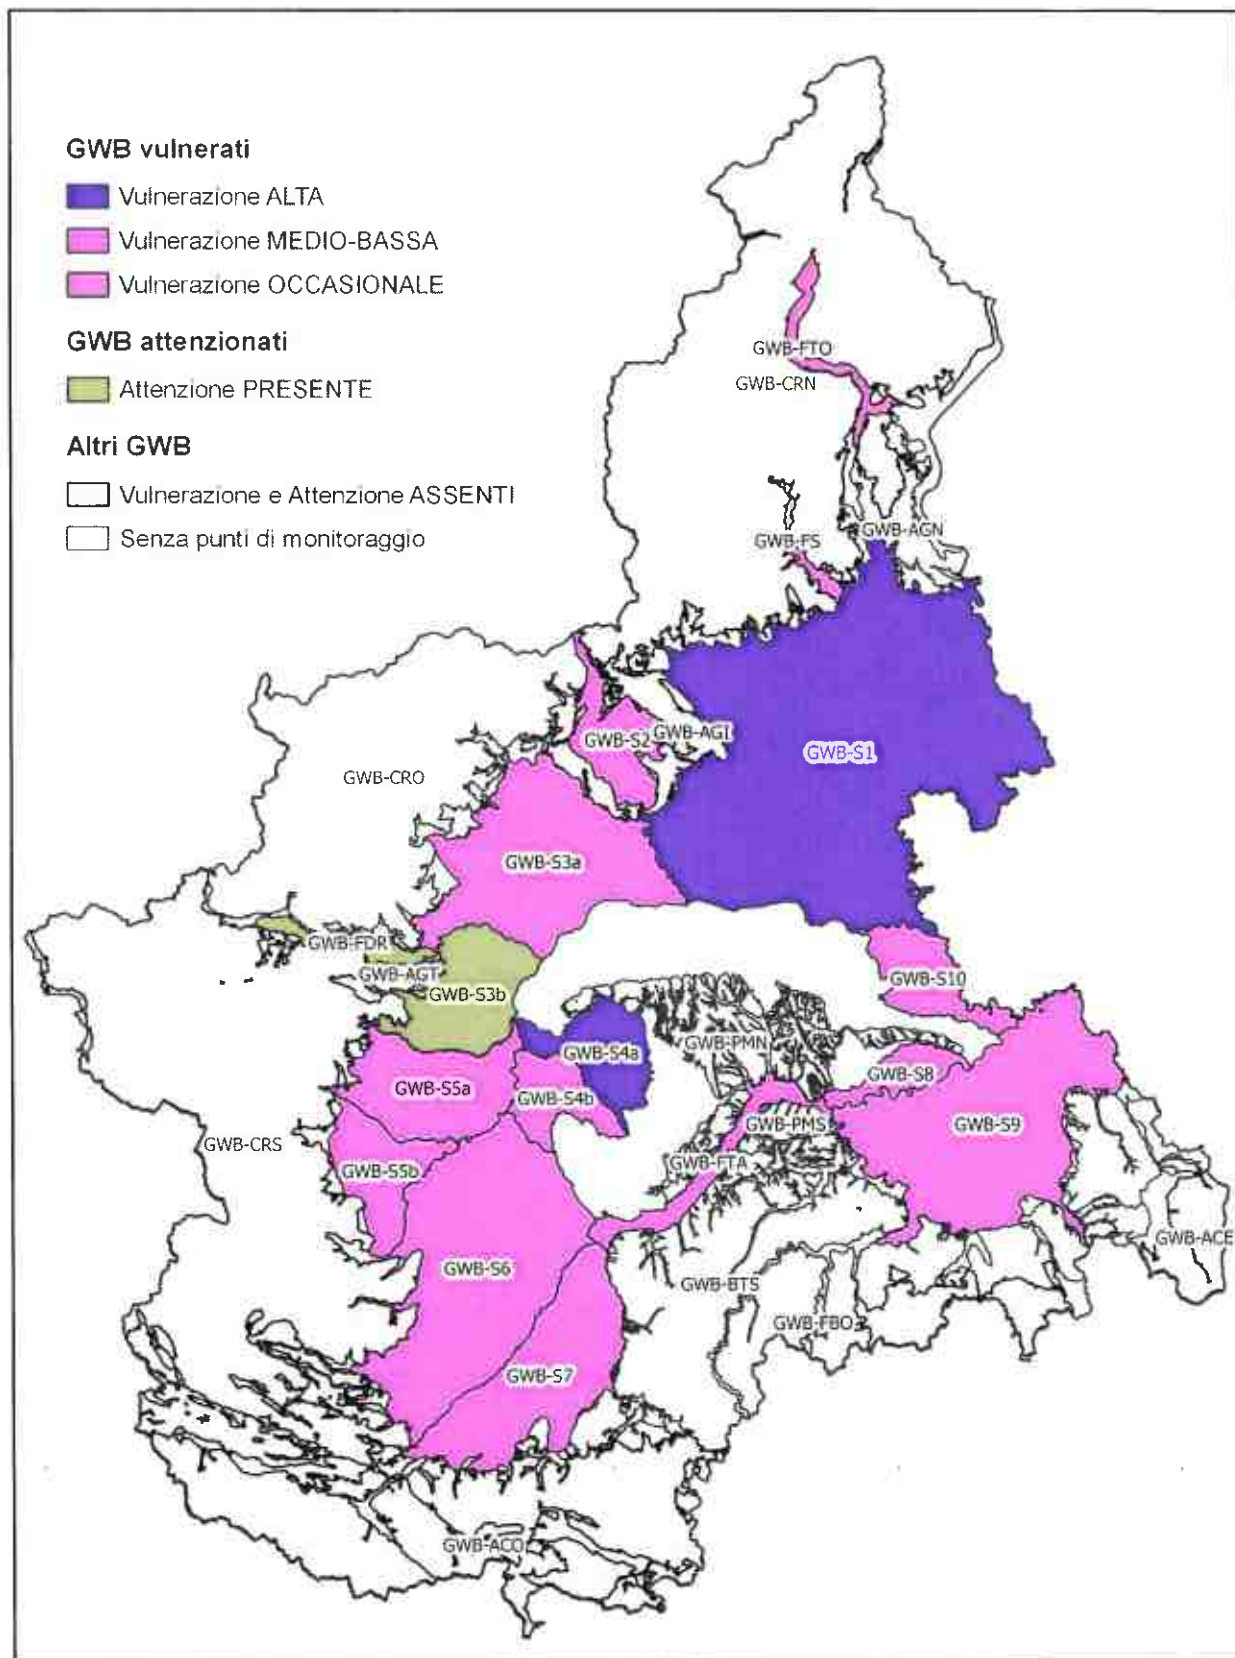 GWB vulnerati
Vulnerazione ALTA
Vulnerazione MEDIO-BASSA
Vulnerazione OCCASIONALE
GWB attenzionati
Attenzione PRESENTE
Altri GWB
Vulnerazione e Attenzione ASSENTI
Senza punti di monitoraggio
GWB-FTO
GWB-CRN
GWB-AGN
GWB-FS
GWB-S2
GWB-AGI
GWB-S1
GWB-CRO
GWB-S3a
GWB-FDR
GWB-AGT
GWB-S3b
GWB-S10
GWB-PMN
GWB-S4a
GWB-S8
GWB-S5a
GWB-S4b
GWB-PMS
GWB-S9
GWB-CRS
GWB-S5b
GWB-FTA
GWB-ACE
GWB-S6
GWB-BTS
GWB-FBO
GWB-S7
GWB-ACO